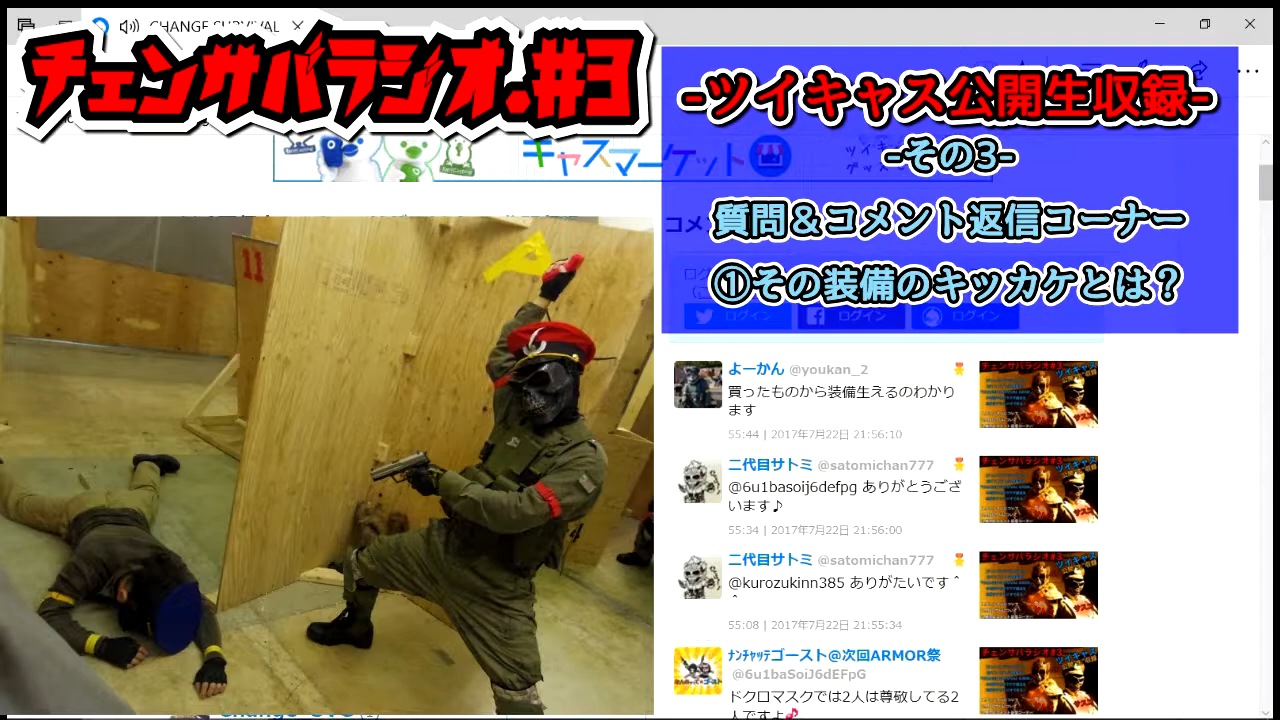 CHANGE SURVIVAL
チェンサバラジオ.#3
-ツイキャス公開生収録-
-その3-
質問＆コメント返信コーナー
①その装備のキッカケとは？
キャスマーケット
コメ
ログイン
ログイン
ログイン
11
よーかん @youkan_2
買ったものから装備生えるのわかり
ます
55:44 | 2017年7月22日 21:56:10
二代目サトミ @satomichan777
@6u1basoij6defpg ありがとうござ
います♪
55:34 | 2017年7月22日 21:56:00
二代目サトミ @satomichan777
@kurozukinn385 ありがたいです＾
＾
55:08 | 2017年7月22日 21:55:34
ﾅﾝﾁｬｯﾃゴースト@次回ARMOR祭
@6u1baSoiJ6dEFpG
ドクロマスクでは2人は尊敬してる2
人ですよ